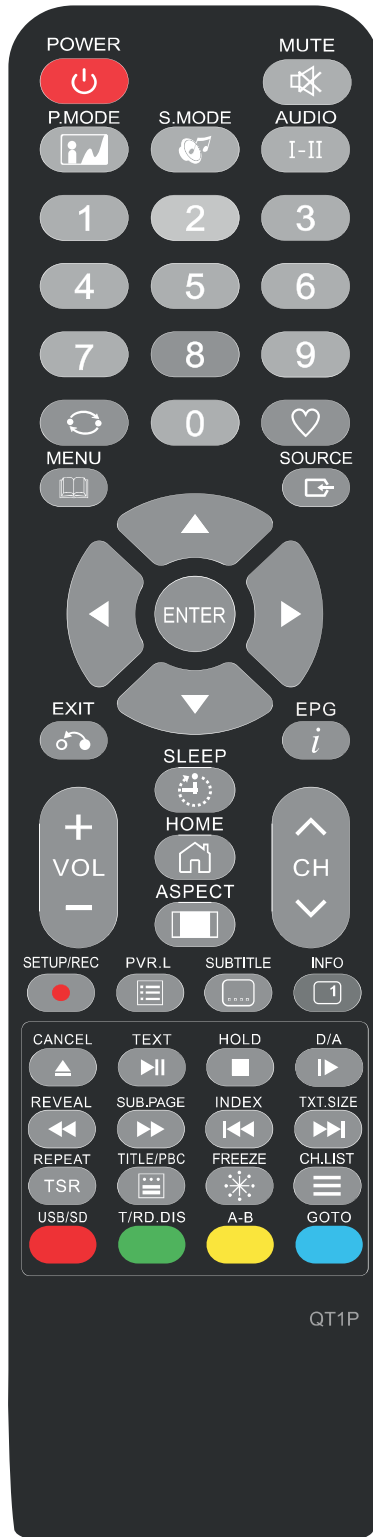 POWER MUTE
P.MODE S.MODE AUDIO
I-II
1 2 3
4 5 6
7 8 9
0
MENU SOURCE
ENTER
EXIT EPG
i
SLEEP
HOME
+
VOL CH
−
ASPECT
SETUP/REC PVR.L SUBTITLE INFO
1
CANCEL TEXT HOLD D/A
REVEAL SUB.PAGE INDEX TXT.SIZE
REPEAT TITLE/PBC FREEZE CH.LIST
TSR
USB/SD T/RD.DIS A-B GOTO
QT1P